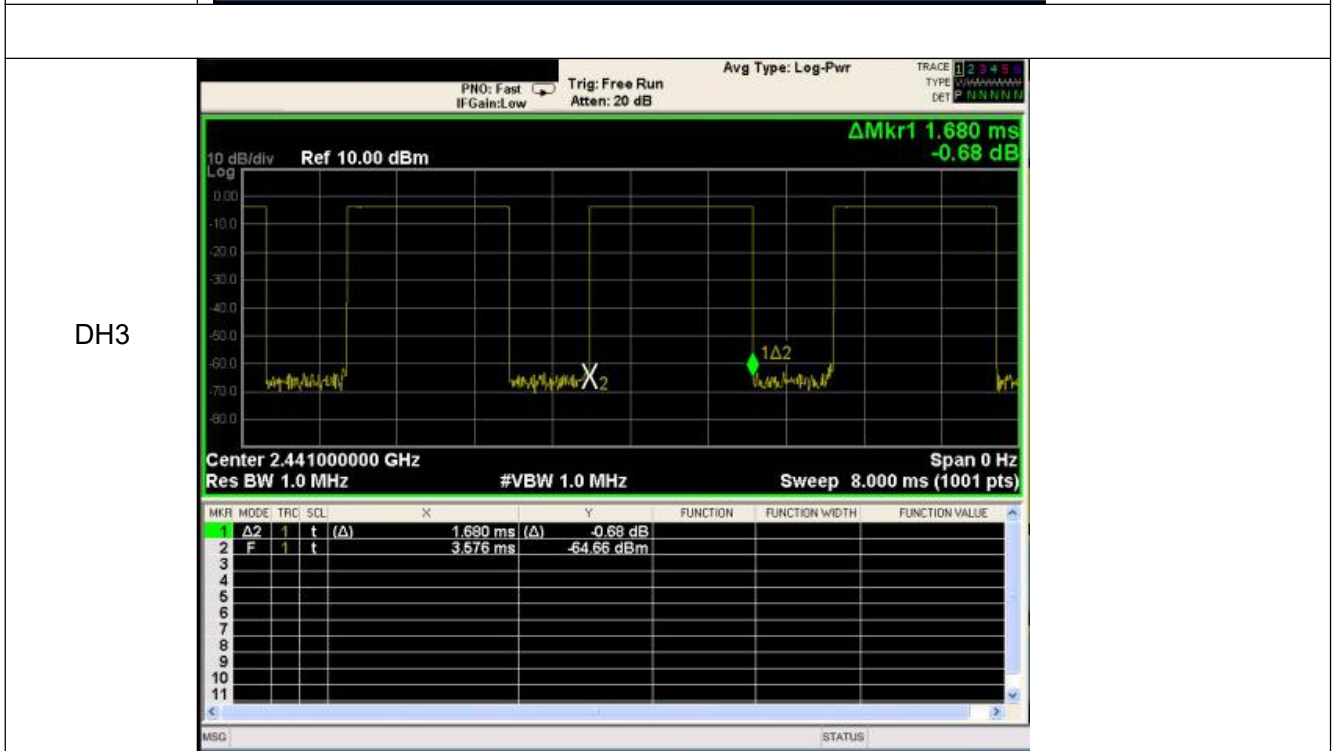 Avg Type: Log-Pwr
TRACE 1 2 3 4 5 6
PNO: Fast
Trig: Free Run
TYPE
IFGain:Low
Atten: 20 dB
DET P N N N N N
ΔMkr1 1.680 ms
-0.68 dB
10 dB/div Ref 10.00 dBm
Log
0.00
-10.0
-20.0
-30.0
-40.0
DH3
-50.0
1Δ2
-60.0
X2
-70.0
-80.0
Center 2.441000000 GHz Span 0 Hz
Res BW 1.0 MHz #VBW 1.0 MHz Sweep 8.000 ms (1001 pts)
MKR MODE TRC SCL X Y FUNCTION FUNCTION WIDTH FUNCTION VALUE
1 Δ2 1 t (Δ) 1.680 ms (Δ) -0.68 dB
2 F 1 t 3.576 ms -64.66 dBm
3
4
5
6
7
8
9
10
11
MSG STATUS